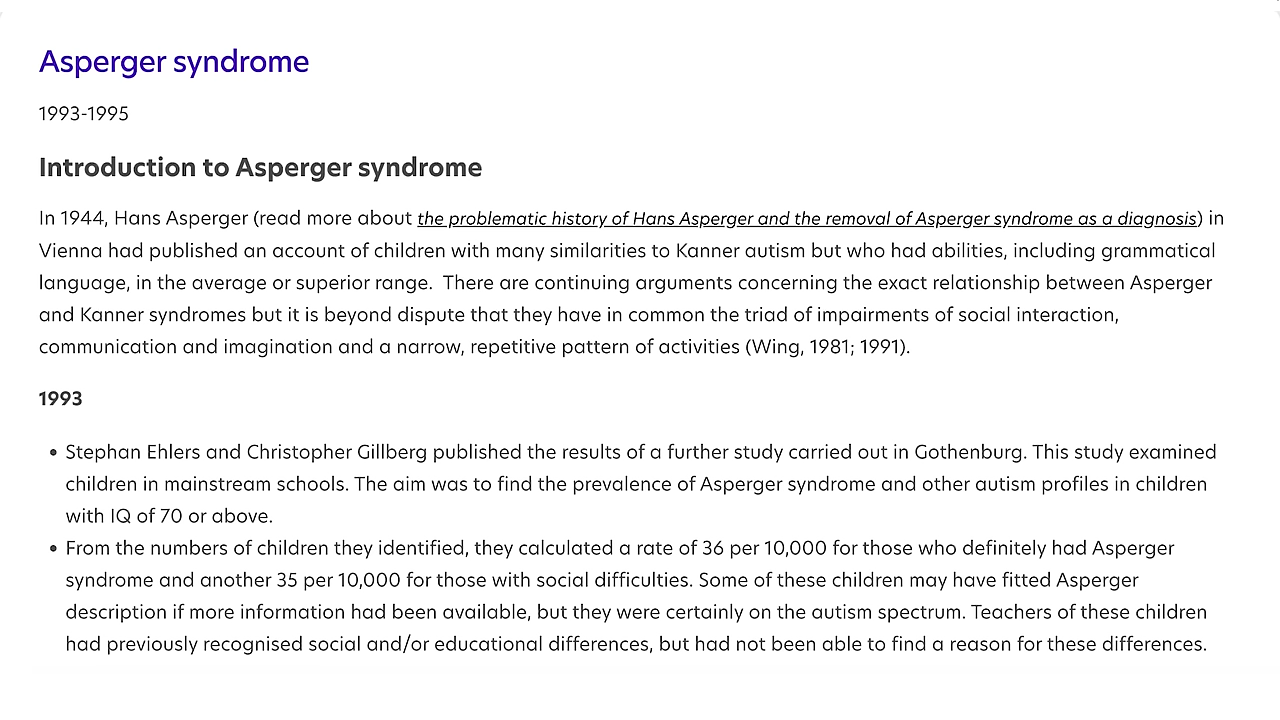 Asperger syndrome
1993-1995
Introduction to Asperger syndrome
In 1944, Hans Asperger (read more about the problematic history of Hans Asperger and the removal of Asperger syndrome as a diagnosis) in
Vienna had published an account of children with many similarities to Kanner autism but who had abilities, including grammatical
language, in the average or superior range.  There are continuing arguments concerning the exact relationship between Asperger
and Kanner syndromes but it is beyond dispute that they have in common the triad of impairments of social interaction,
communication and imagination and a narrow, repetitive pattern of activities (Wing, 1981; 1991).
1993
• Stephan Ehlers and Christopher Gillberg published the results of a further study carried out in Gothenburg. This study examined
children in mainstream schools. The aim was to find the prevalence of Asperger syndrome and other autism profiles in children
with IQ of 70 or above.
• From the numbers of children they identified, they calculated a rate of 36 per 10,000 for those who definitely had Asperger
syndrome and another 35 per 10,000 for those with social difficulties. Some of these children may have fitted Asperger
description if more information had been available, but they were certainly on the autism spectrum. Teachers of these children
had previously recognised social and/or educational differences, but had not been able to find a reason for these differences.